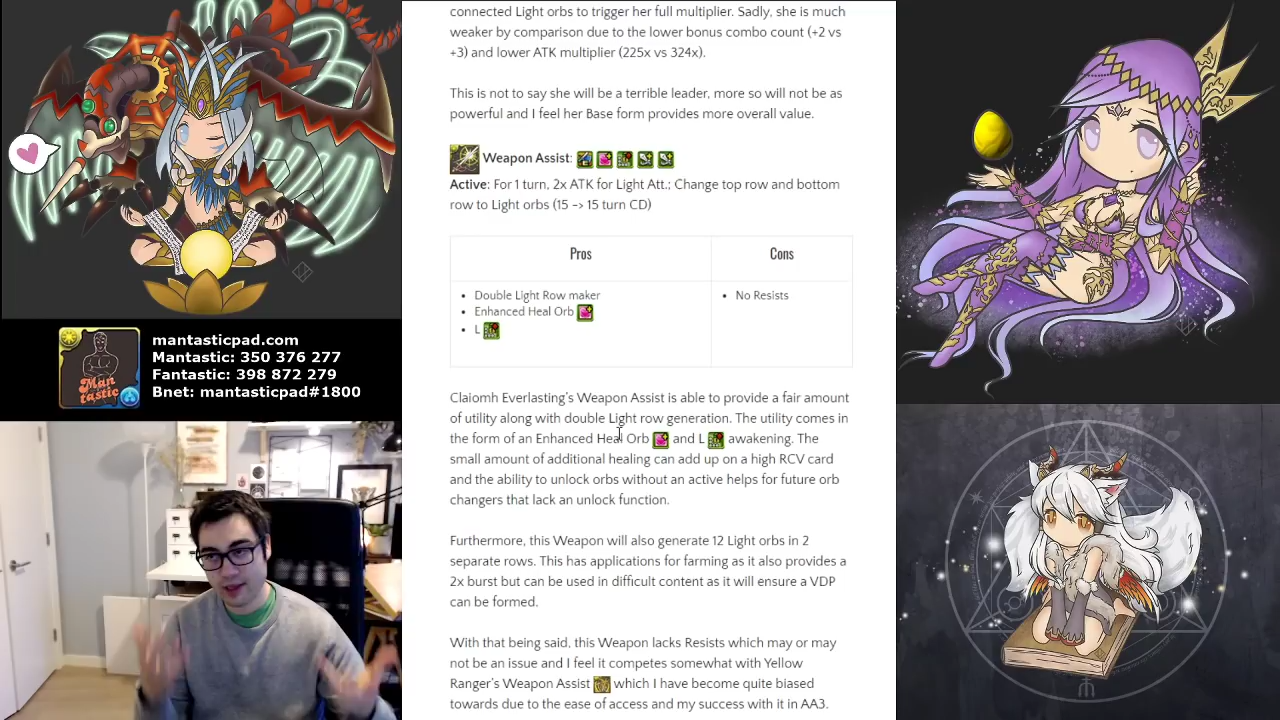 connected Light orbs to trigger her full multiplier. Sadly, she is much
weaker by comparison due to the lower bonus combo count (+2 vs
+3) and lower ATK multiplier (225x vs 324x).
This is not to say she will be a terrible leader, more so will not be as
powerful and I feel her Base form provides more overall value.
Weapon Assist:
Active: For 1 turn, 2x ATK for Light Att.; Change top row and bottom
row to Light orbs (15 -> 15 turn CD)
Pros
Cons
• Double Light Row maker
• Enhanced Heal Orb
• L
• No Resists
Claiomh Everlasting's Weapon Assist is able to provide a fair amount
of utility along with double Light row generation. The utility comes in
the form of an Enhanced Heal Orb and L awakening. The
small amount of additional healing can add up on a high RCV card
and the ability to unlock orbs without an active helps for future orb
changers that lack an unlock function.
Furthermore, this Weapon will also generate 12 Light orbs in 2
separate rows. This has applications for farming as it also provides a
2x burst but can be used in difficult content as it will ensure a VDP
can be formed.
With that being said, this Weapon lacks Resists which may or may
not be an issue and I feel it competes somewhat with Yellow
Ranger's Weapon Assist which I have become quite biased
towards due to the ease of access and my success with it in AA3.
Man
tastic
mantasticpad.com
Mantastic: 350 376 277
Fantastic: 398 872 279
Bnet: mantasticpad#1800